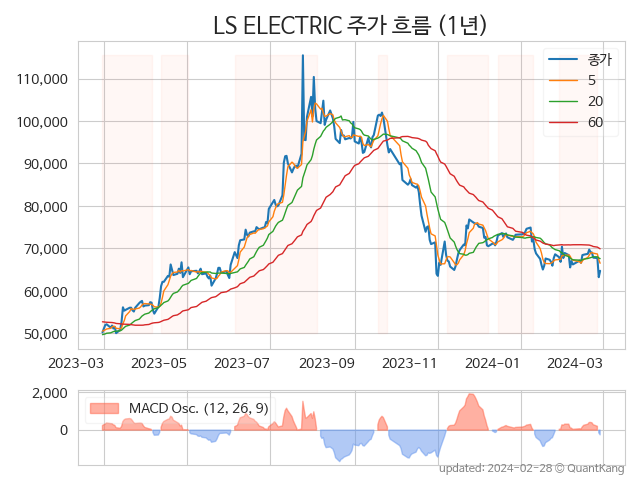 LS ELECTRIC 주가 흐름 (1년)
종가
5
20
60
110,000
100,000
90,000
80,000
70,000
60,000
50,000
2023-03 2023-05 2023-07 2023-09 2023-11 2024-01 2024-03
2,000
0
MACD Osc. (12, 26, 9)
updated: 2024-02-28 © QuantKang